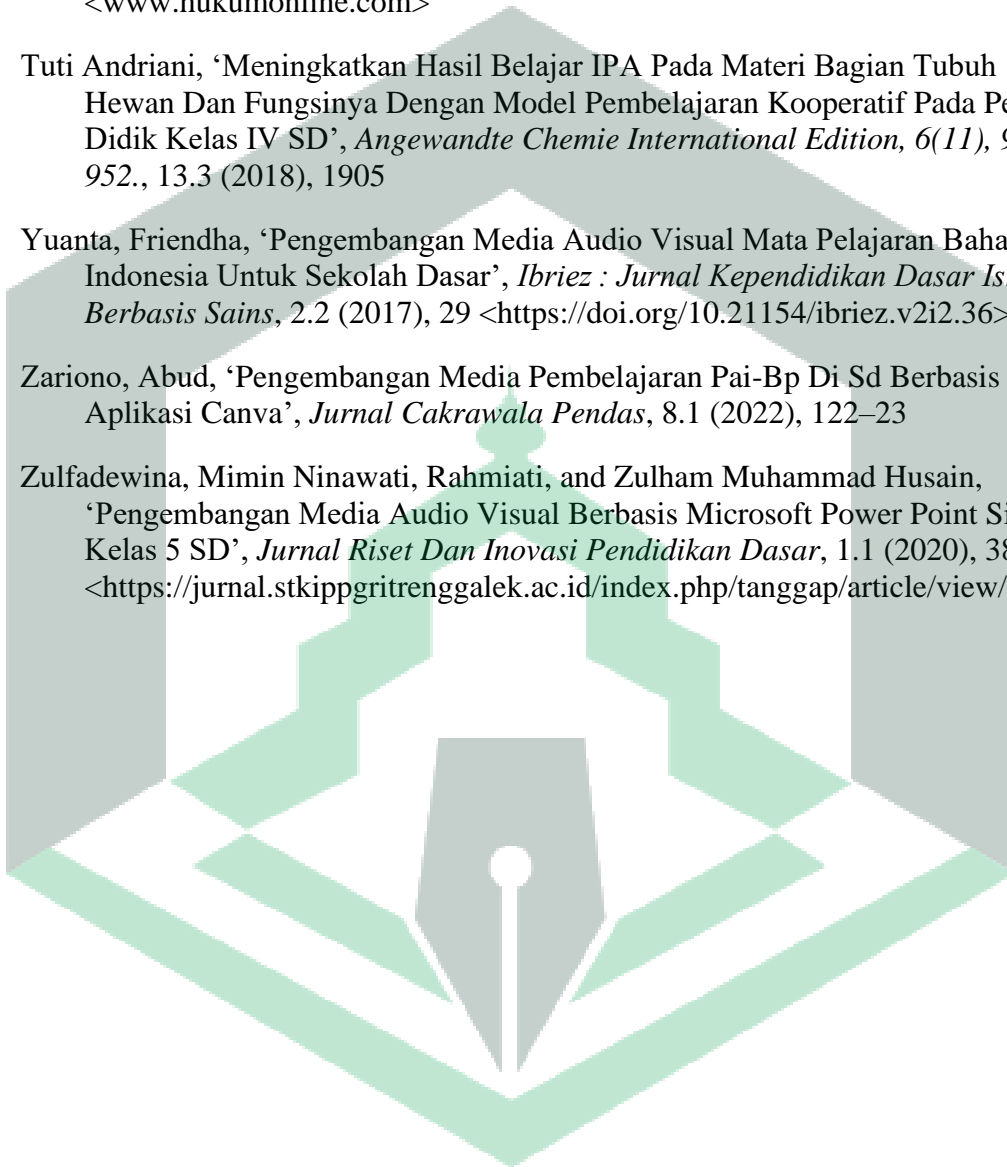 <www.hukumonline.com>
Tuti Andriani, ‘Meningkatkan Hasil Belajar IPA Pada Materi Bagian Tubuh
Hewan Dan Fungsinya Dengan Model Pembelajaran Kooperatif Pada Pe
Didik Kelas IV SD’, Angewandte Chemie International Edition, 6(11), 9
952., 13.3 (2018), 1905
Yuanta, Friendha, ‘Pengembangan Media Audio Visual Mata Pelajaran Baha
Indonesia Untuk Sekolah Dasar’, Ibriez : Jurnal Kependidikan Dasar Is
Berbasis Sains, 2.2 (2017), 29 <https://doi.org/10.21154/ibriez.v2i2.36>
Zariono, Abud, ‘Pengembangan Media Pembelajaran Pai-Bp Di Sd Berbasis
Aplikasi Canva’, Jurnal Cakrawala Pendas, 8.1 (2022), 122–23
Zulfadewina, Mimin Ninawati, Rahmiati, and Zulham Muhammad Husain,
‘Pengembangan Media Audio Visual Berbasis Microsoft Power Point Si
Kelas 5 SD’, Jurnal Riset Dan Inovasi Pendidikan Dasar, 1.1 (2020), 38
<https://jurnal.stkippgritrenggalek.ac.id/index.php/tanggap/article/view/